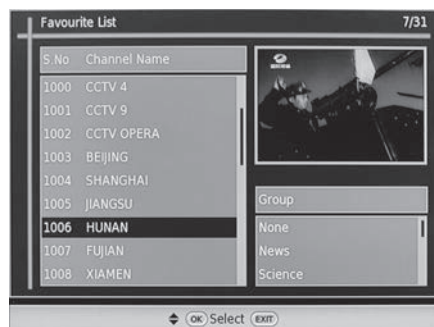 Favourite List 7/31
S.No Channel Name
1000 CCTV 4
1001 CCTV 9
1002 CCTV OPERA
1003 BEIJING
1004 SHANGHAI
1005 JIANGSU
1006 HUNAN
1007 FUJIAN
1008 XIAMEN
Group
None
News
Science
OK Select EXIT